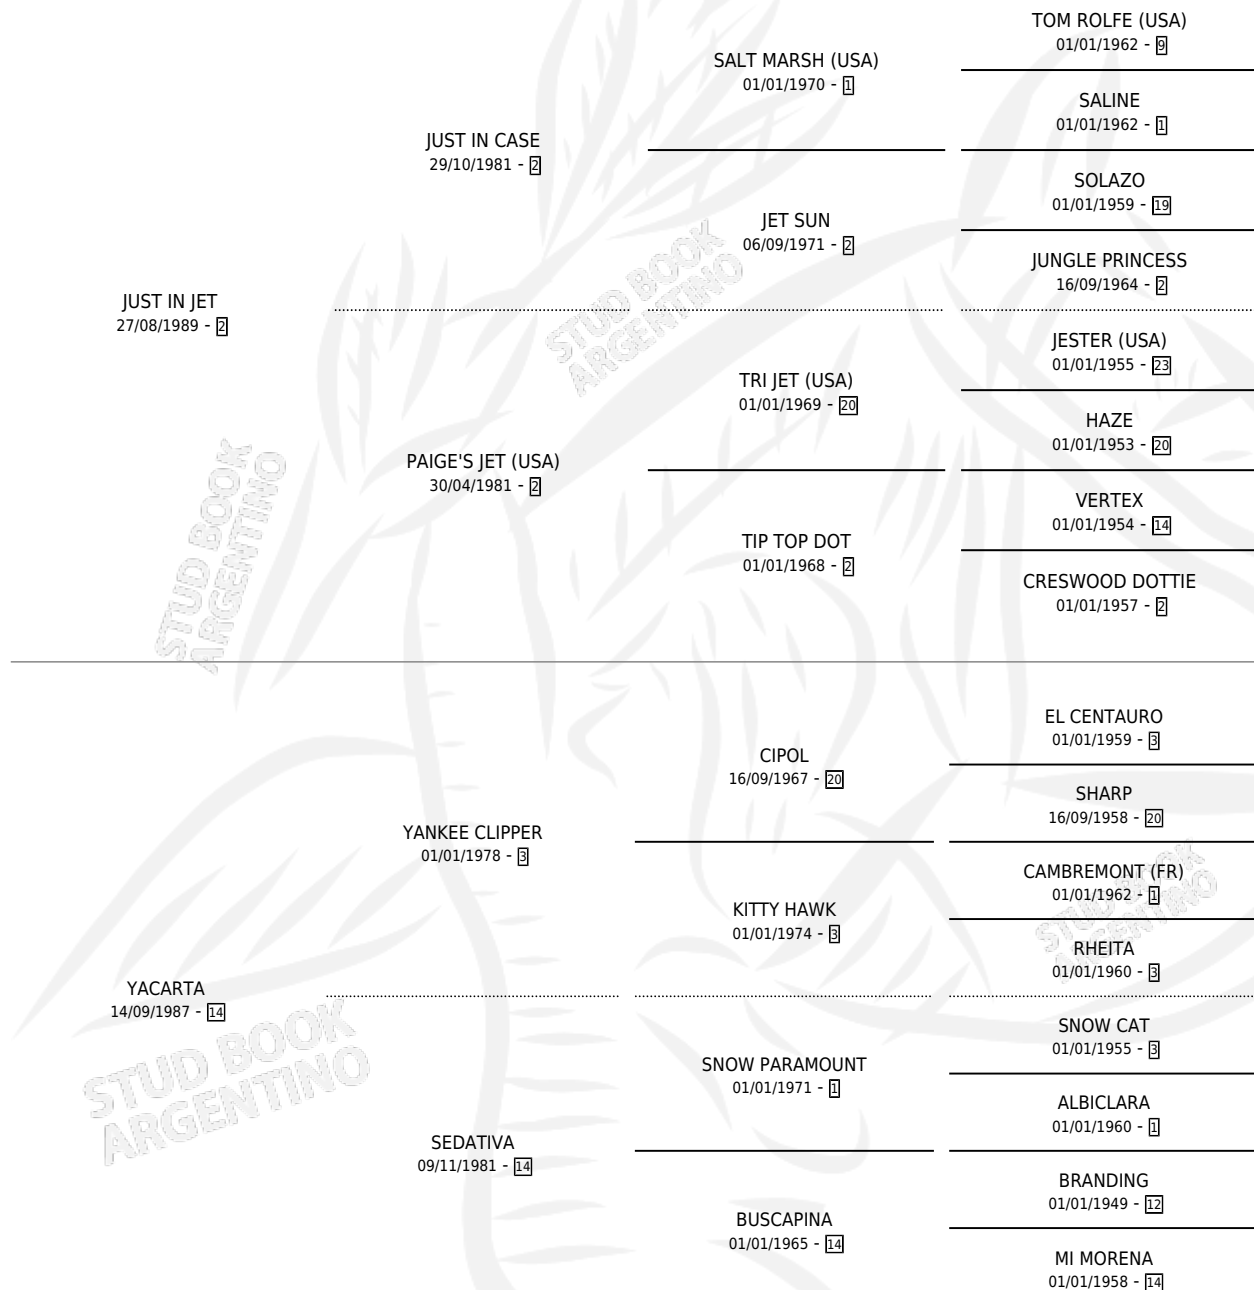 TOM ROLFE (USA)
01/01/1962 - 9
SALT MARSH (USA)
01/01/1970 - 1
SALINE
01/01/1962 - 1
JUST IN CASE
29/10/1981 - 2
SOLAZO
01/01/1959 - 19
JET SUN
06/09/1971 - 2
JUNGLE PRINCESS
16/09/1964 - 2
JUST IN JET
27/08/1989 - 2
JESTER (USA)
01/01/1955 - 23
TRI JET (USA)
01/01/1969 - 20
HAZE
01/01/1953 - 20
PAIGE'S JET (USA)
30/04/1981 - 2
VERTEX
01/01/1954 - 14
TIP TOP DOT
01/01/1968 - 2
CRESWOOD DOTTIE
01/01/1957 - 2
EL CENTAURO
01/01/1959 - 3
CIPOL
16/09/1967 - 20
SHARP
16/09/1958 - 20
YANKEE CLIPPER
01/01/1978 - 3
CAMBREMONT (FR)
01/01/1962 - 1
KITTY HAWK
01/01/1974 - 3
RHEITA
01/01/1960 - 3
YACARTA
14/09/1987 - 14
SNOW CAT
01/01/1955 - 3
SNOW PARAMOUNT
01/01/1971 - 1
ALBICLARA
01/01/1960 - 1
SEDATIVA
09/11/1981 - 14
BRANDING
01/01/1949 - 12
BUSCAPINA
01/01/1965 - 14
MI MORENA
01/01/1958 - 14
STUD BOOK
ARGENTINO
STUD BOOK
ARGENTINO
STUD BOOK
ARGENTINO
STUD BOOK
ARGENTINO